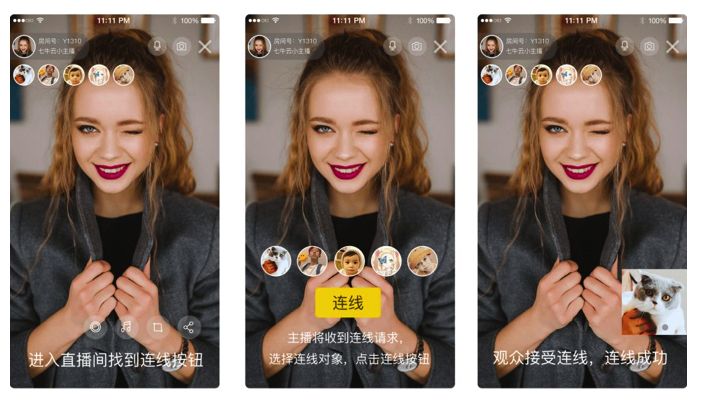 11:11 PM
100%
房间号：Y1310
七牛云小主播
进入直播间找到连线按钮
11:11 PM
100%
房间号：Y1310
七牛云小主播
连线
主播将收到连线请求，
选择连线对象，点击连线按钮
11:11 PM
100%
房间号：Y1310
七牛云小主播
观众接受连线，连线成功